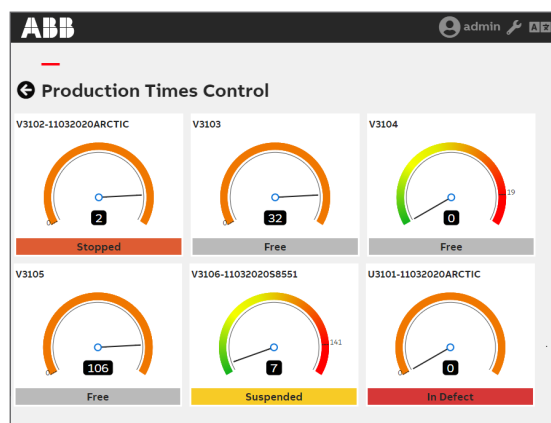 ABB
admin
Production Times Control
V3102-11032020ARCTIC
V3103
V3104
0
2
0
32
19
0
Stopped
Free
Free
V3105
V3106-11032020S8551
U3101-11032020ARCTIC
0
106
141
7
0
0
Free
Suspended
In Defect